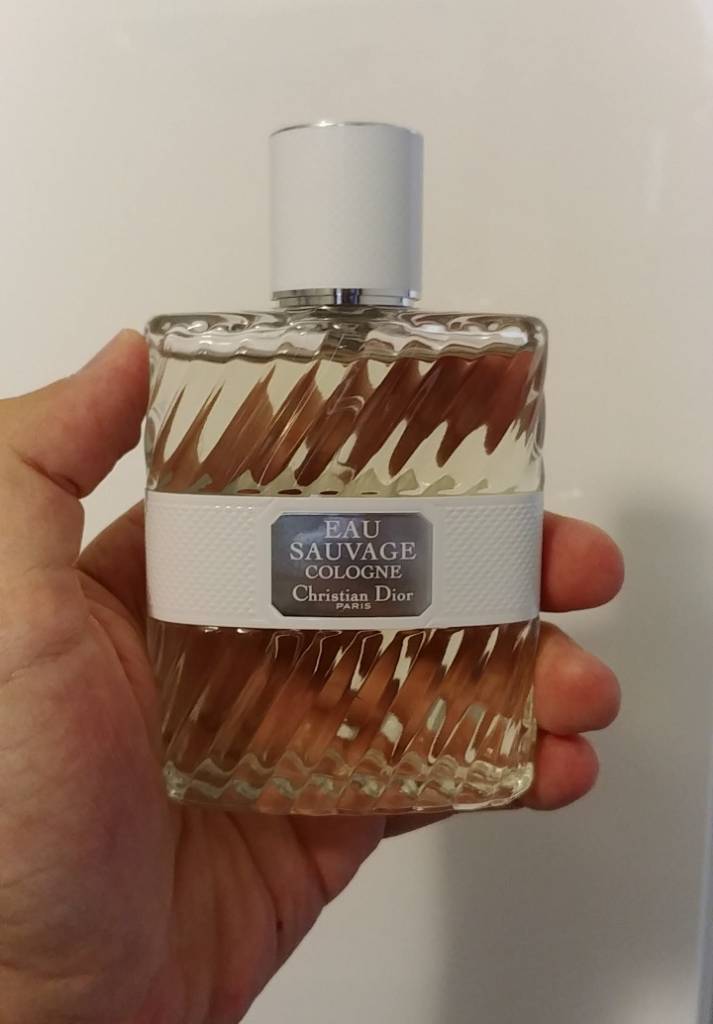 EAU
SAUVAGE
COLOGNE
Christian Dior
PARIS